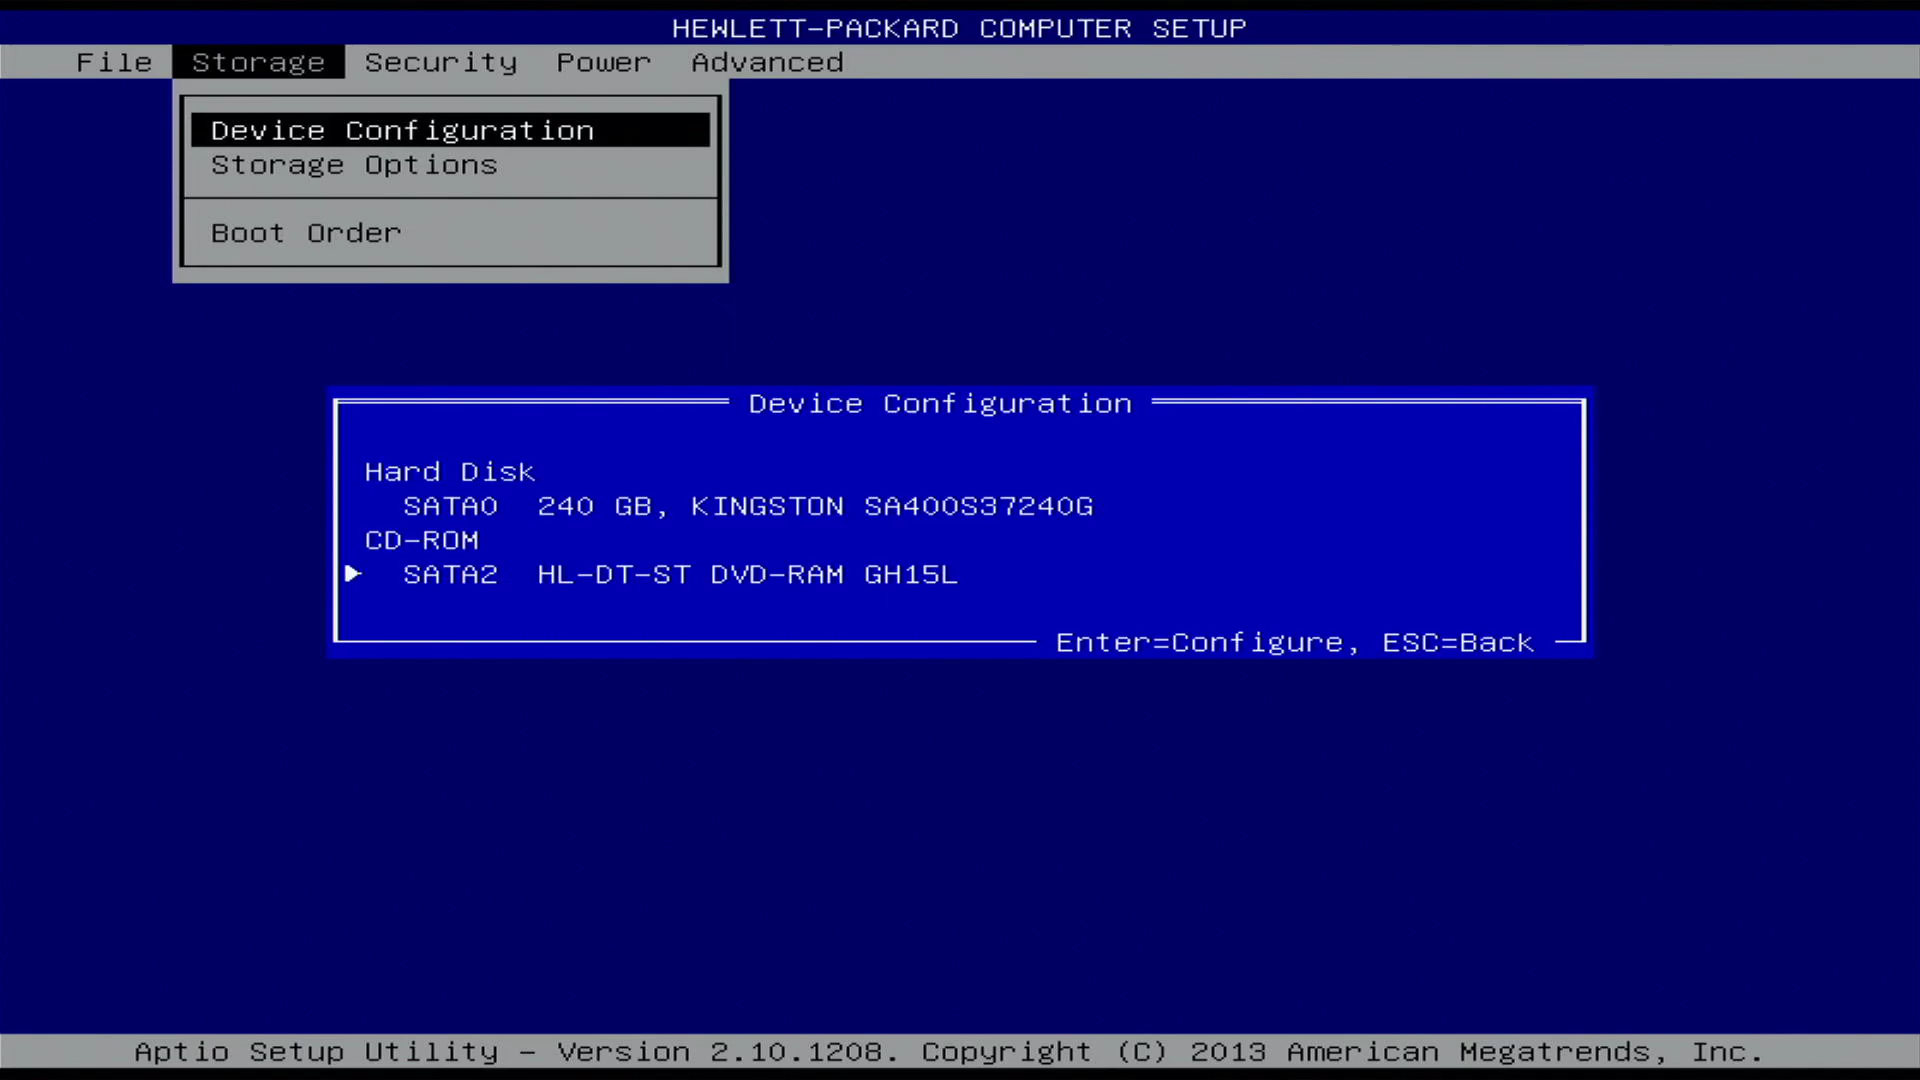 HEWLETT-PACKARD COMPUTER SETUP
File Storage Security Power Advanced
Device Configuration
Storage Options
Boot Order
Device Configuration
Hard Disk
SATA0 240 GB, KINGSTON SA400S37240G
CD-ROM
SATA2 HL-DT-ST DVD-RAM GH15L
Enter=Configure, ESC=Back
Aptio Setup Utility - Version 2.10.1208. Copyright (C) 2013 American Megatrends, Inc.